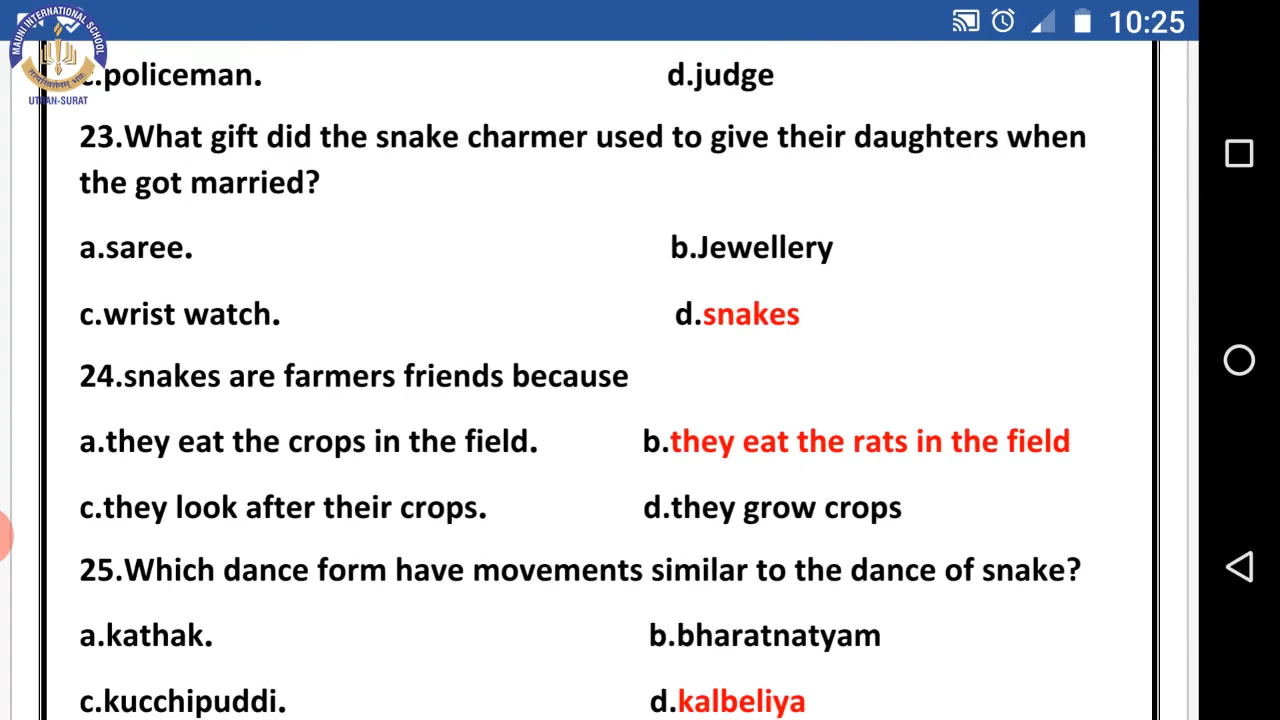 10:25
MAUNI INTERNATIONAL SCHOOL
UTRAN-SURAT
c.policeman. d.judge
23.What gift did the snake charmer used to give their daughters when
the got married?
a.saree. b.Jewellery
c.wrist watch. d.snakes
24.snakes are farmers friends because
a.they eat the crops in the field. b.they eat the rats in the field
c.they look after their crops. d.they grow crops
25.Which dance form have movements similar to the dance of snake?
a.kathak. b.bharatnatyam
c.kucchipuddi. d.kalbeliya